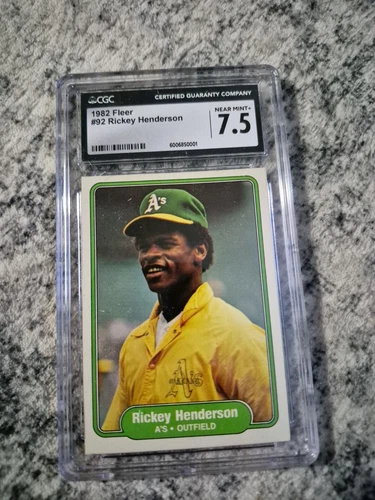 CGC
CERTIFIED GUARANTY COMPANY
1982 Fleer
#92 Rickey Henderson
NEAR MINT+
7.5
6006850001
A's
A's
Rickey Henderson
A'S • OUTFIELD